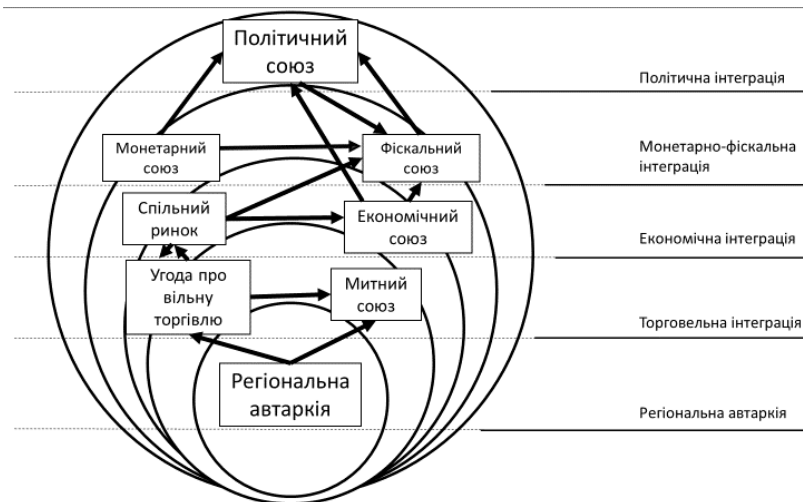 Політичний
союз
Політична інтеграція
Монетарний
союз
Фіскальний
союз
Монетарно-фіскальна
інтеграція
Спільний
ринок
Економічний
союз
Економічна інтеграція
Угода про
вільну
торгівлю
Митний
союз
Торговельна інтеграція
Регіональна
автаркія
Регіональна автаркія